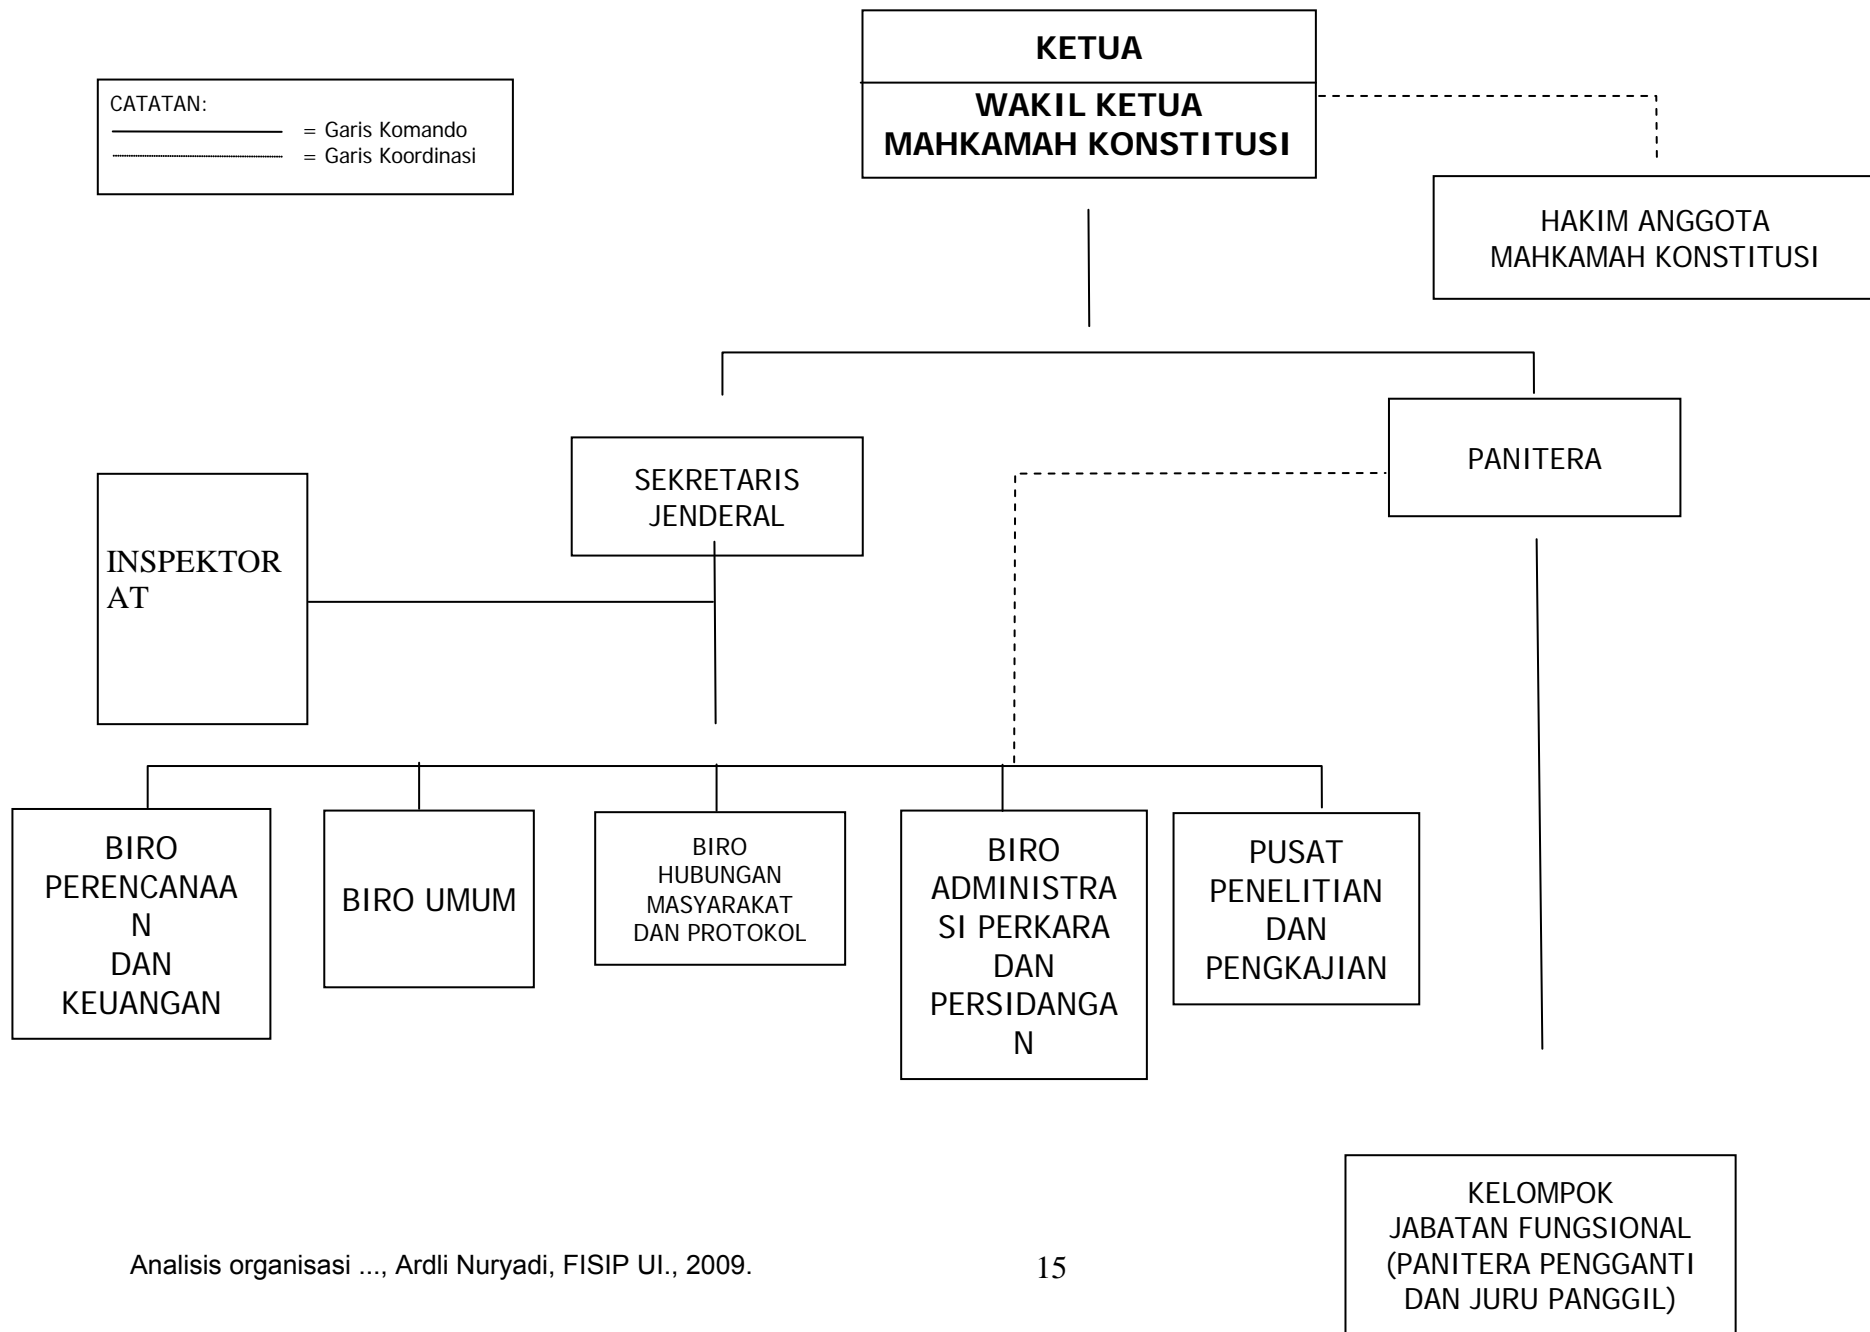 KETUA
WAKIL KETUA
MAHKAMAH KONSTITUSI
CATATAN:
= Garis Komando
= Garis Koordinasi
HAKIM ANGGOTA
MAHKAMAH KONSTITUSI
SEKRETARIS
JENDERAL
PANITERA
INSPEKTOR
AT
BIRO
PERENCANAA
N
DAN
KEUANGAN
BIRO UMUM
BIRO
HUBUNGAN
MASYARAKAT
DAN PROTOKOL
BIRO
ADMINISTRA
SI PERKARA
DAN
PERSIDANGA
N
PUSAT
PENELITIAN
DAN
PENGKAJIAN
KELOMPOK
JABATAN FUNGSIONAL
(PANITERA PENGGANTI
DAN JURU PANGGIL)
Analisis organisasi ..., Ardli Nuryadi, FISIP UI., 2009.
15